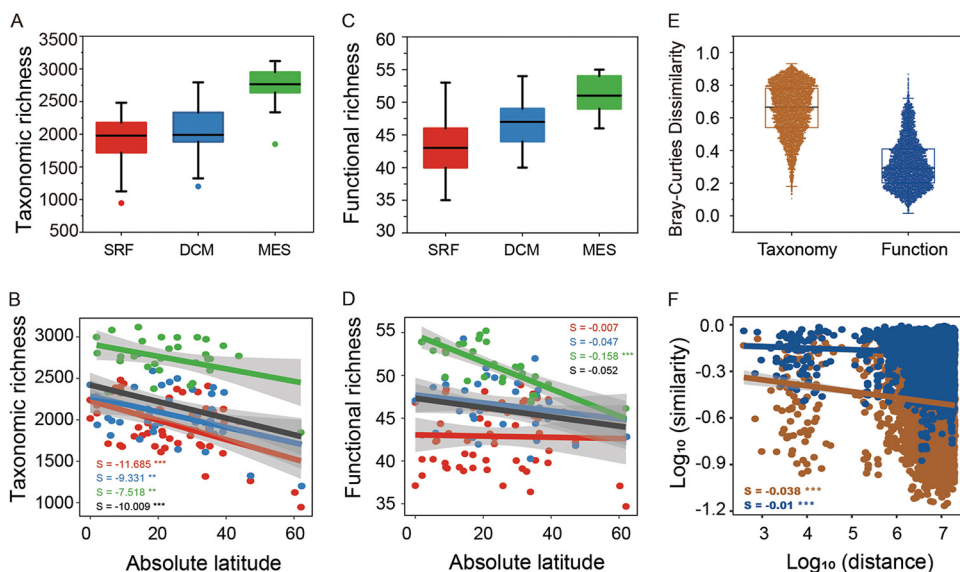 A
Taxonomic richness
3500
3000
2500
2000
1500
1000
500
SRF DCM MES
C
Functional richness
60
55
50
45
40
35
SRF DCM MES
E
Bray-Curties Dissimilarity
1.0
0.8
0.6
0.4
0.2
0.0
Taxonomy Function
B
Taxonomic richness
3000
2500
2000
1500
1000
S = -11.685 ***
S = -9.331 **
S = -7.518 **
S = -10.009 ***
0 20 40 60
Absolute latitude
D
Functional richness
55
50
45
40
35
S = -0.007
S = -0.047
S = -0.158 ***
S = -0.052
0 20 40 60
Absolute latitude
F
Log₁₀ (similarity)
-0.0
-0.3
-0.6
-0.9
-1.2
S = -0.038 ***
S = -0.01 ***
3 4 5 6 7
Log₁₀ (distance)